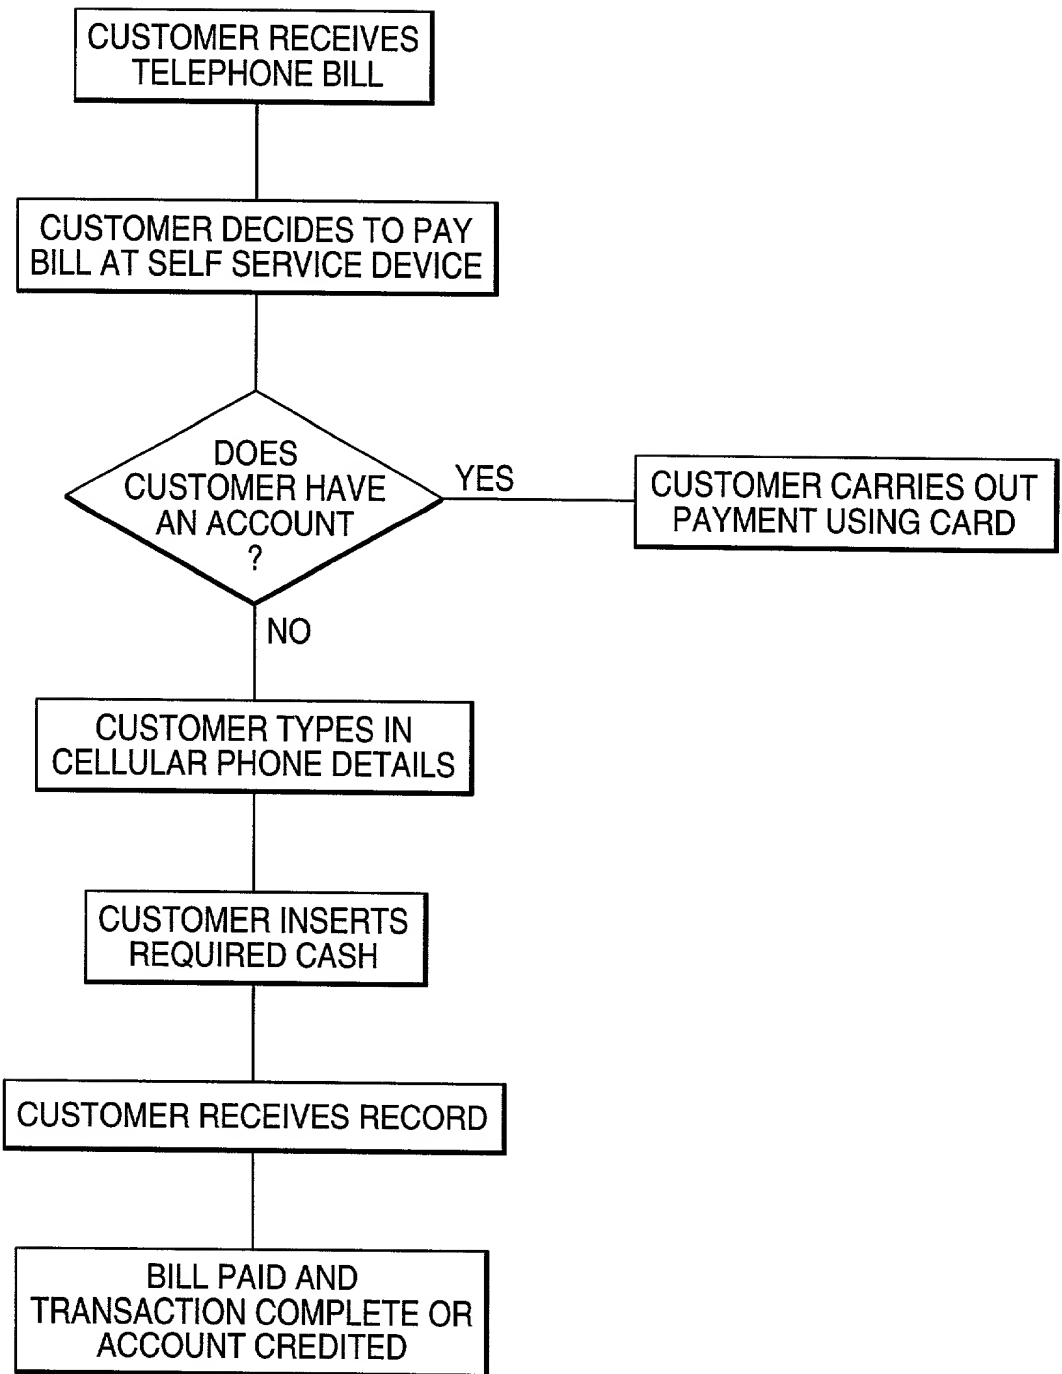 CUSTOMER RECEIVES
TELEPHONE BILL
CUSTOMER DECIDES TO PAY
BILL AT SELF SERVICE DEVICE
DOES
CUSTOMER HAVE
AN ACCOUNT
?
YES
CUSTOMER CARRIES OUT
PAYMENT USING CARD
NO
CUSTOMER TYPES IN
CELLULAR PHONE DETAILS
CUSTOMER INSERTS
REQUIRED CASH
CUSTOMER RECEIVES RECORD
BILL PAID AND
TRANSACTION COMPLETE OR
ACCOUNT CREDITED